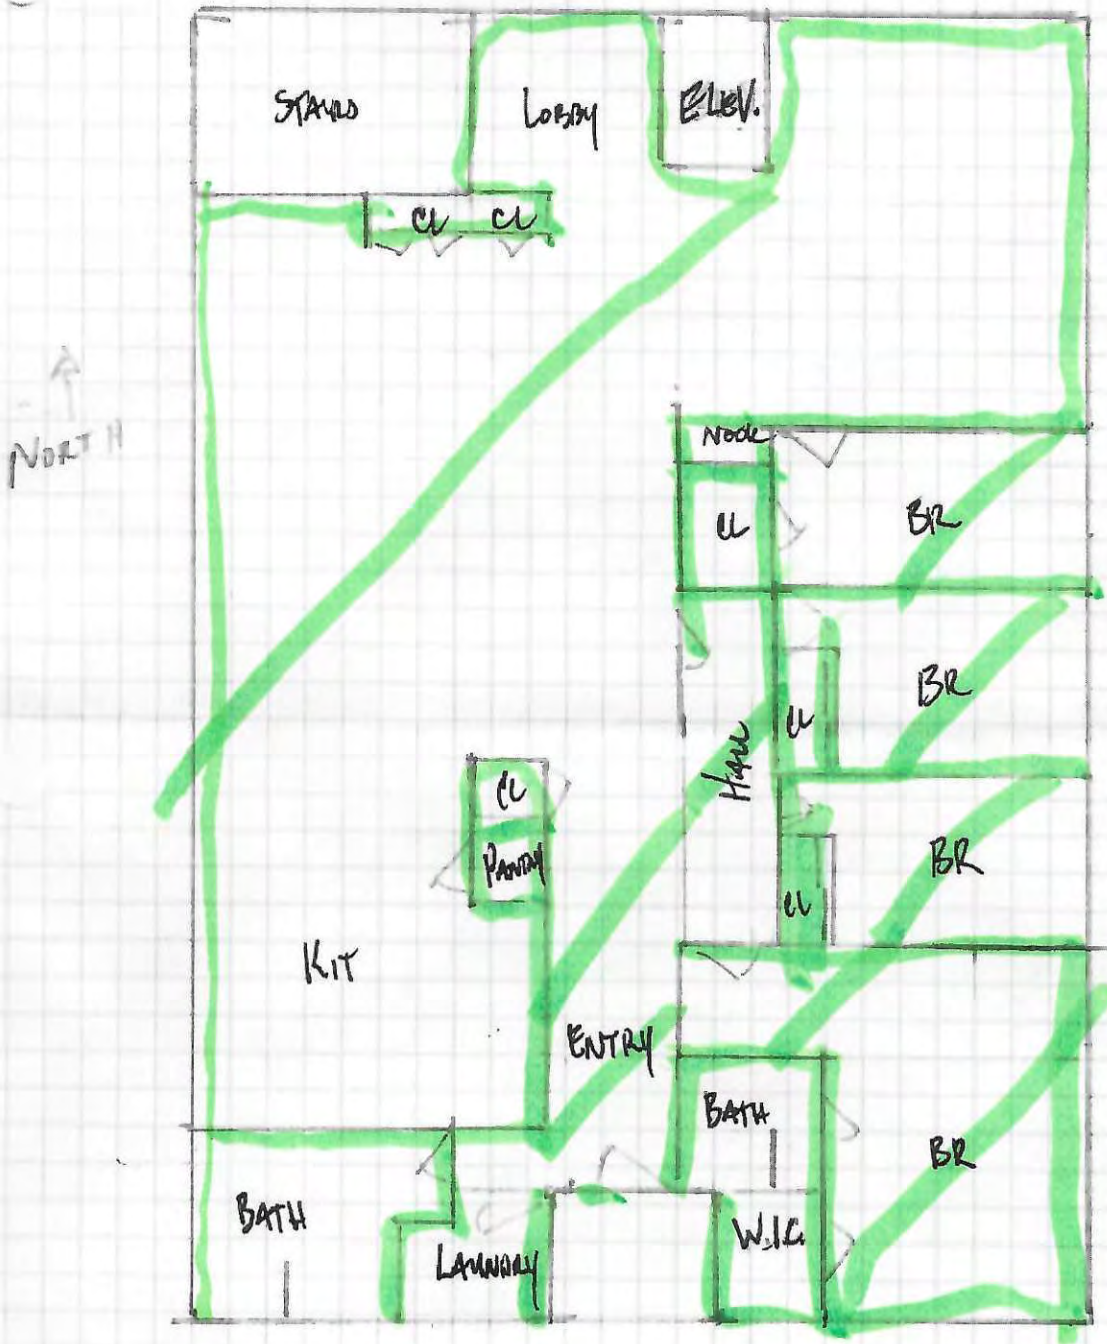 STAIRS
LOBBY
ELEV.
CL
CL
NORTH
NOOK
CL
BR
BR
CL
HALL
CL
PANTRY
BR
CL
KIT
ENTRY
BATH
BR
BATH
W.I.C.
LAUNDRY